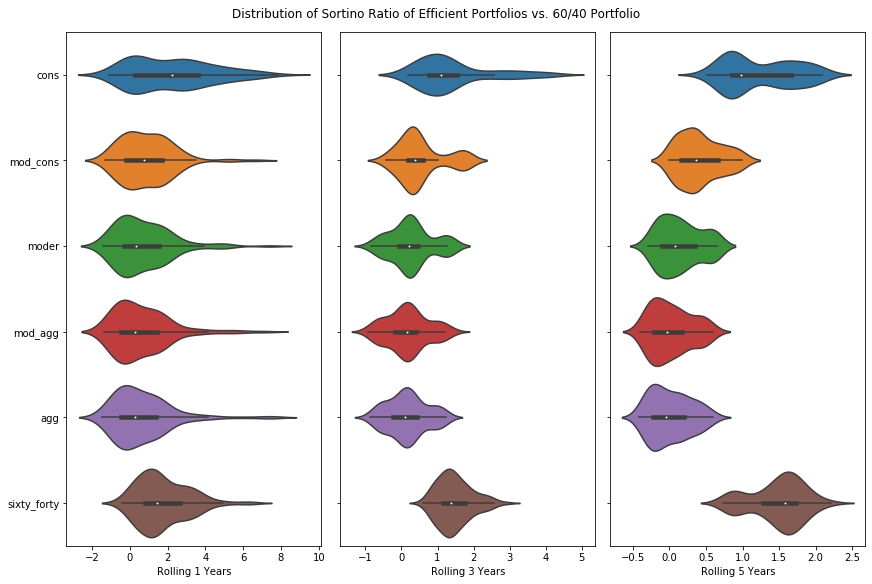 Distribution of Sortino Ratio of Efficient Portfolios vs. 60/40 Portfolio
cons
mod_cons
moder
mod_agg
agg
sixty_forty
−2 0 2 4 6 8 10
−1 0 1 2 3 4 5
−0.5 0.0 0.5 1.0 1.5 2.0 2.5
Rolling 1 Years
Rolling 3 Years
Rolling 5 Years